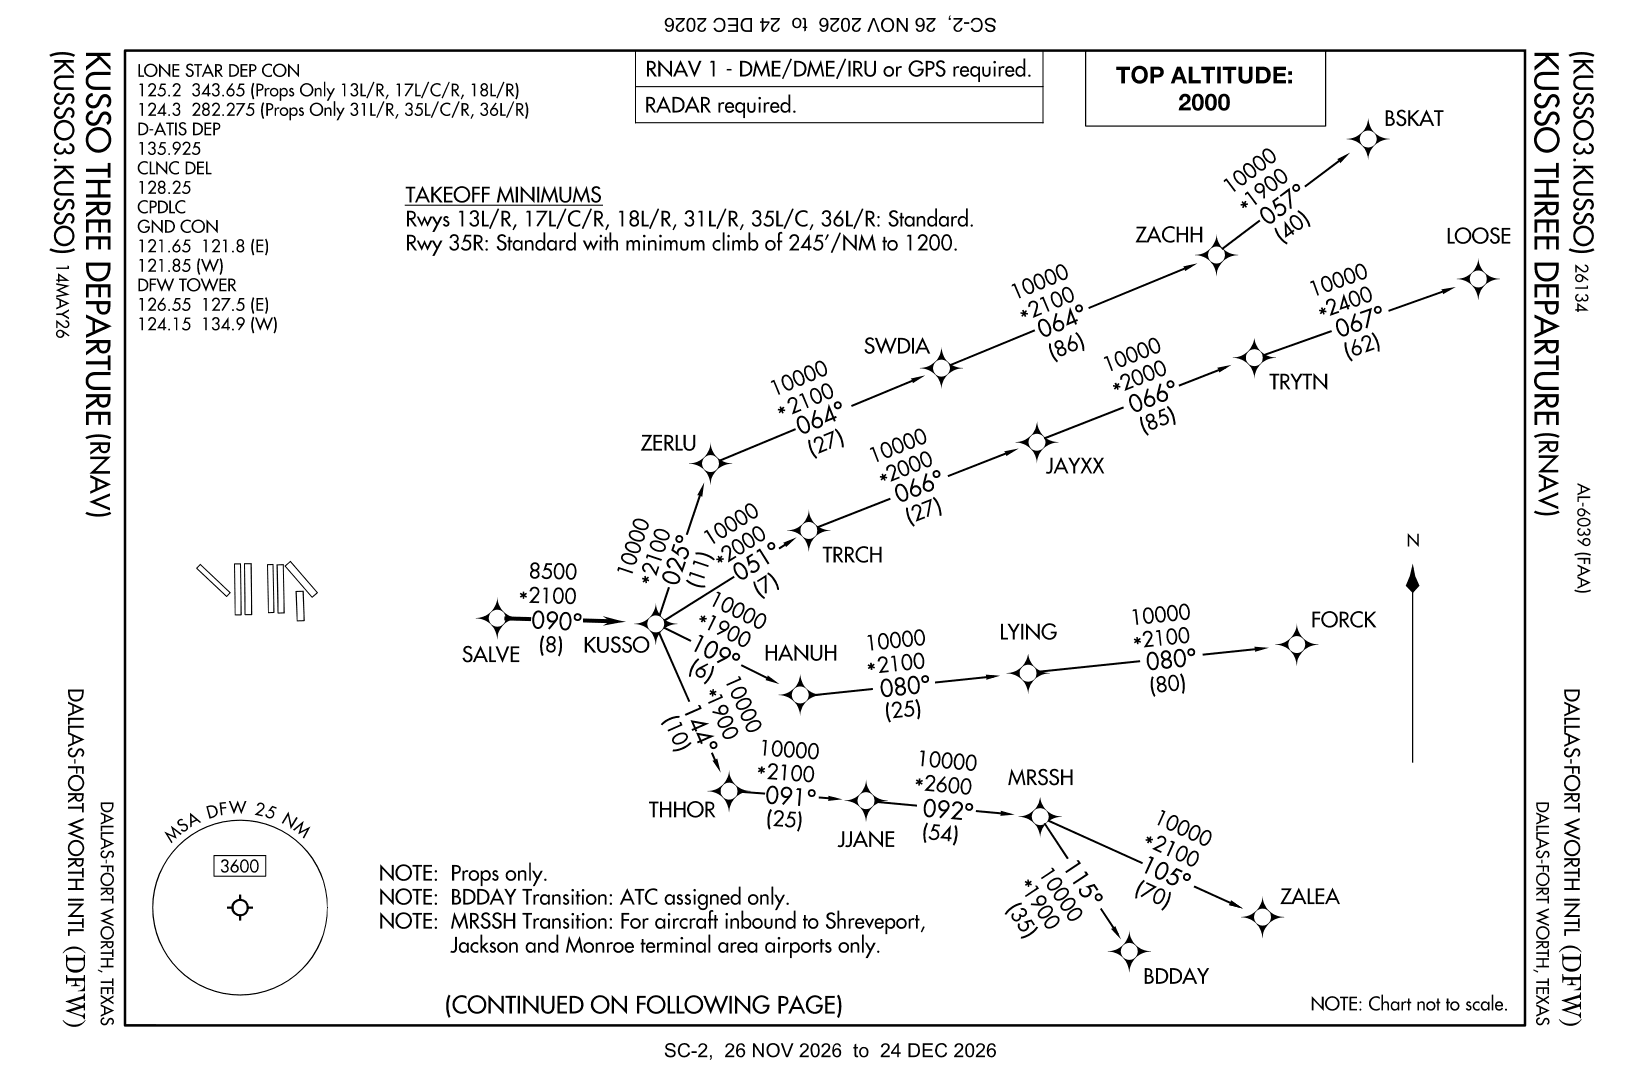 SC-2, 26 NOV 2026 to 24 DEC 2026
(KUSSO3.KUSSO) 14MAY26
KUSSO THREE DEPARTURE (RNAV)
DALLAS-FORT WORTH INTL (DFW)
DALLAS-FORT WORTH, TEXAS
(KUSSO3.KUSSO) 26134
KUSSO THREE DEPARTURE (RNAV)
AL-6039 (FAA)
DALLAS-FORT WORTH INTL (DFW)
DALLAS-FORT WORTH, TEXAS
LONE STAR DEP CON
125.2 343.65 (Props Only 13L/R, 17L/C/R, 18L/R)
124.3 282.275 (Props Only 31L/R, 35L/C/R, 36L/R)
D-ATIS DEP
135.925
CLNC DEL
128.25
CPDLC
GND CON
121.65 121.8 (E)
121.85 (W)
DFW TOWER
126.55 127.5 (E)
124.15 134.9 (W)
RNAV 1 - DME/DME/IRU or GPS required.
RADAR required.
TOP ALTITUDE:
2000
TAKEOFF MINIMUMS
Rwys 13L/R, 17L/C/R, 18L/R, 31L/R, 35L/C, 36L/R: Standard.
Rwy 35R: Standard with minimum climb of 245'/NM to 1200.
BSKAT
10000
*1900
057°
(40)
ZACHH
LOOSE
10000
*2100
064°
(86)
10000
*2400
067°
(62)
SWDIA
TRYTN
10000
*2100
064°
(27)
10000
*2000
066°
(85)
ZERLU
JAYXX
10000
*2000
066°
(27)
10000
*2100
025°
(11)
10000
*2000
051°
(7)
TRRCH
N
8500
*2100
090°
(8)
SALVE
KUSSO
10000
*1900
109°
(6)
HANUH
10000
*2100
080°
(25)
LYING
10000
*2100
080°
(80)
FORCK
10000
*1900
144°
(10)
THHOR
10000
*2100
091°
(25)
JJANE
10000
*2600
092°
(54)
MRSSH
10000
*2100
105°
(70)
ZALEA
115°
10000
*1900
(35)
BDDAY
MSA DFW 25 NM
3600
NOTE: Props only.
NOTE: BDDAY Transition: ATC assigned only.
NOTE: MRSSH Transition: For aircraft inbound to Shreveport,
Jackson and Monroe terminal area airports only.
(CONTINUED ON FOLLOWING PAGE)
NOTE: Chart not to scale.
SC-2, 26 NOV 2026 to 24 DEC 2026